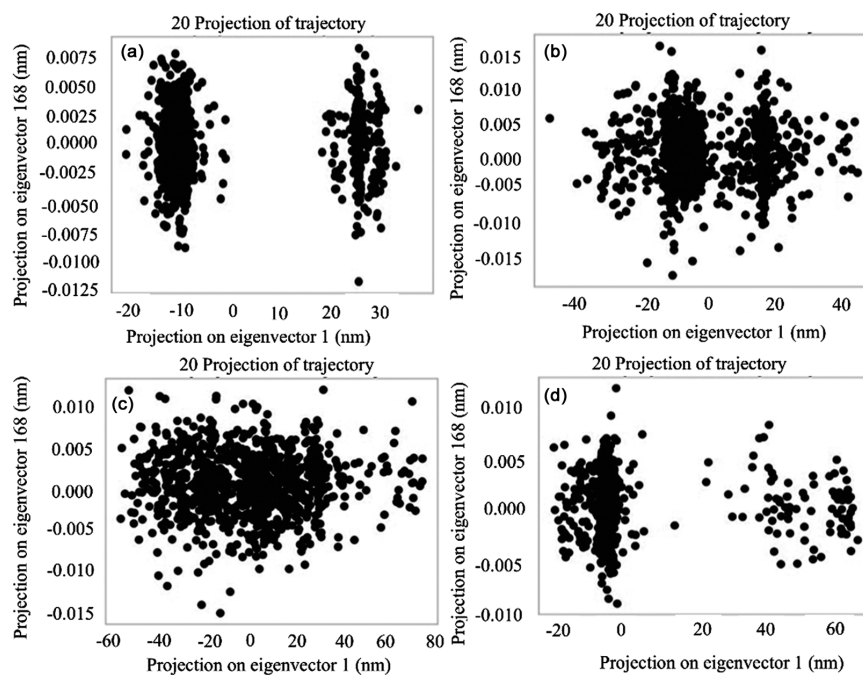 20 Projection of trajectory
(a)
Projection on eigenvector 168 (nm)
0.0075
0.0050
0.0025
0.0000
-0.0025
-0.0050
-0.0075
-0.0100
-0.0125
-20 -10 0 10 20 30
Projection on eigenvector 1 (nm)
20 Projection of trajectory
(b)
Projection on eigenvector 168 (nm)
0.015
0.010
0.005
0.000
-0.005
-0.010
-0.015
-40 -20 0 20 40
Projection on eigenvector 1 (nm)
20 Projection of trajectory
(c)
Projection on eigenvector 168 (nm)
0.010
0.005
0.000
-0.005
-0.010
-0.015
-60 -40 -20 0 20 40 60 80
Projection on eigenvector 1 (nm)
20 Projection of trajectory
(d)
Projection on eigenvector 168 (nm)
0.010
0.005
0.000
-0.005
-0.010
-20 0 20 40 60
Projection on eigenvector 1 (nm)